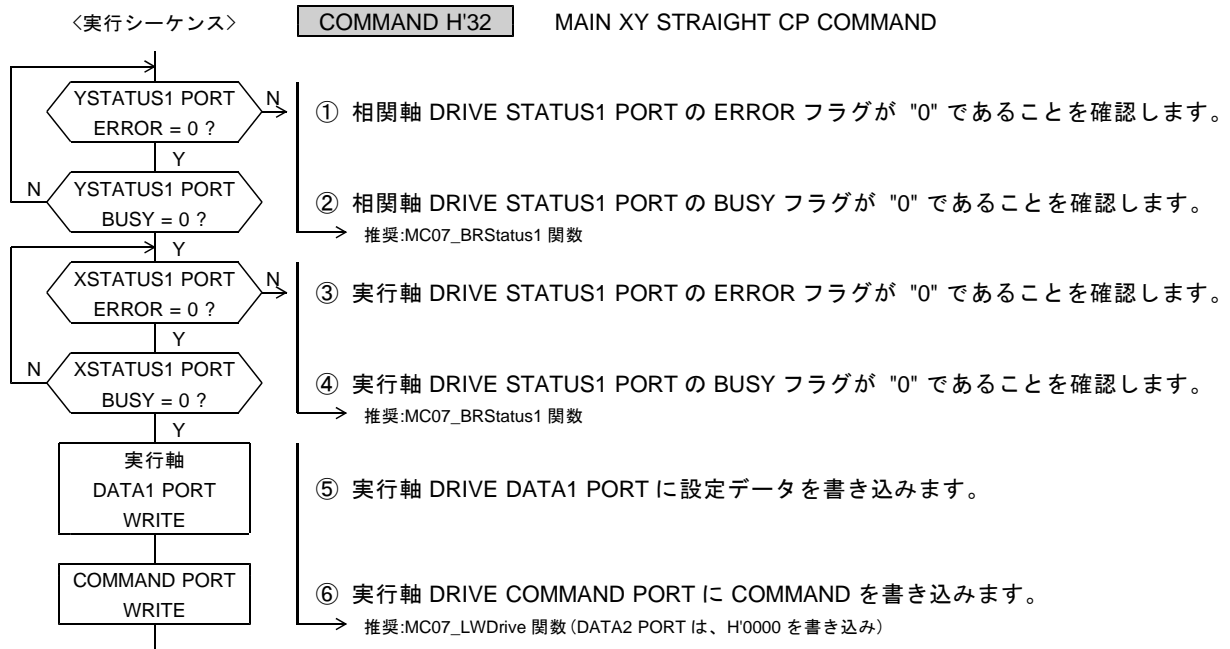 〈実行シーケンス〉 COMMAND H'32 MAIN XY STRAIGHT CP COMMAND
YSTATUS1 PORT
ERROR = 0 ?
N
① 相関軸 DRIVE STATUS1 PORT の ERROR フラグが "0" であることを確認します。
Y
N
YSTATUS1 PORT
BUSY = 0 ?
② 相関軸 DRIVE STATUS1 PORT の BUSY フラグが "0" であることを確認します。
推奨:MC07_BRStatus1 関数
Y
XSTATUS1 PORT
ERROR = 0 ?
N
③ 実行軸 DRIVE STATUS1 PORT の ERROR フラグが "0" であることを確認します。
Y
N
XSTATUS1 PORT
BUSY = 0 ?
④ 実行軸 DRIVE STATUS1 PORT の BUSY フラグが "0" であることを確認します。
推奨:MC07_BRStatus1 関数
Y
実行軸
DATA1 PORT
WRITE
⑤ 実行軸 DRIVE DATA1 PORT に設定データを書き込みます。
COMMAND PORT
WRITE
⑥ 実行軸 DRIVE COMMAND PORT に COMMAND を書き込みます。
推奨:MC07_LWDrive 関数(DATA2 PORT は、H'0000 を書き込み)